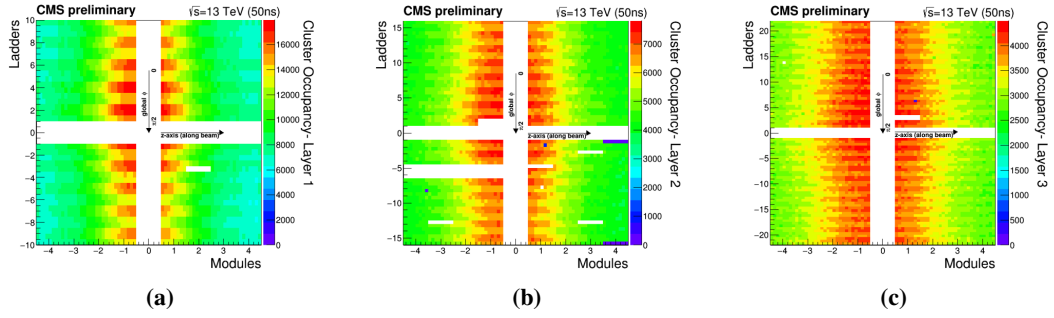 CMS preliminary √s=13 TeV (50ns)
Ladders
10
8
6
4
2
0
−2
−4
−6
−8
−10
−4 −3 −2 −1 0 1 2 3 4
Modules
0
global ϕ
π/2
z-axis (along beam)
16000
14000
12000
10000
8000
6000
4000
2000
0
Cluster Occupancy- Layer 1
(a)
CMS preliminary √s=13 TeV (50ns)
Ladders
15
10
5
0
−5
−10
−15
−4 −3 −2 −1 0 1 2 3 4
Modules
0
global ϕ
π/2
z-axis (along beam)
7000
6000
5000
4000
3000
2000
1000
0
Cluster Occupancy- Layer 2
(b)
CMS preliminary √s=13 TeV (50ns)
Ladders
20
15
10
5
0
−5
−10
−15
−20
−4 −3 −2 −1 0 1 2 3 4
Modules
0
global ϕ
π/2
z-axis (along beam)
4000
3500
3000
2500
2000
1500
1000
500
0
Cluster Occupancy- Layer 3
(c)